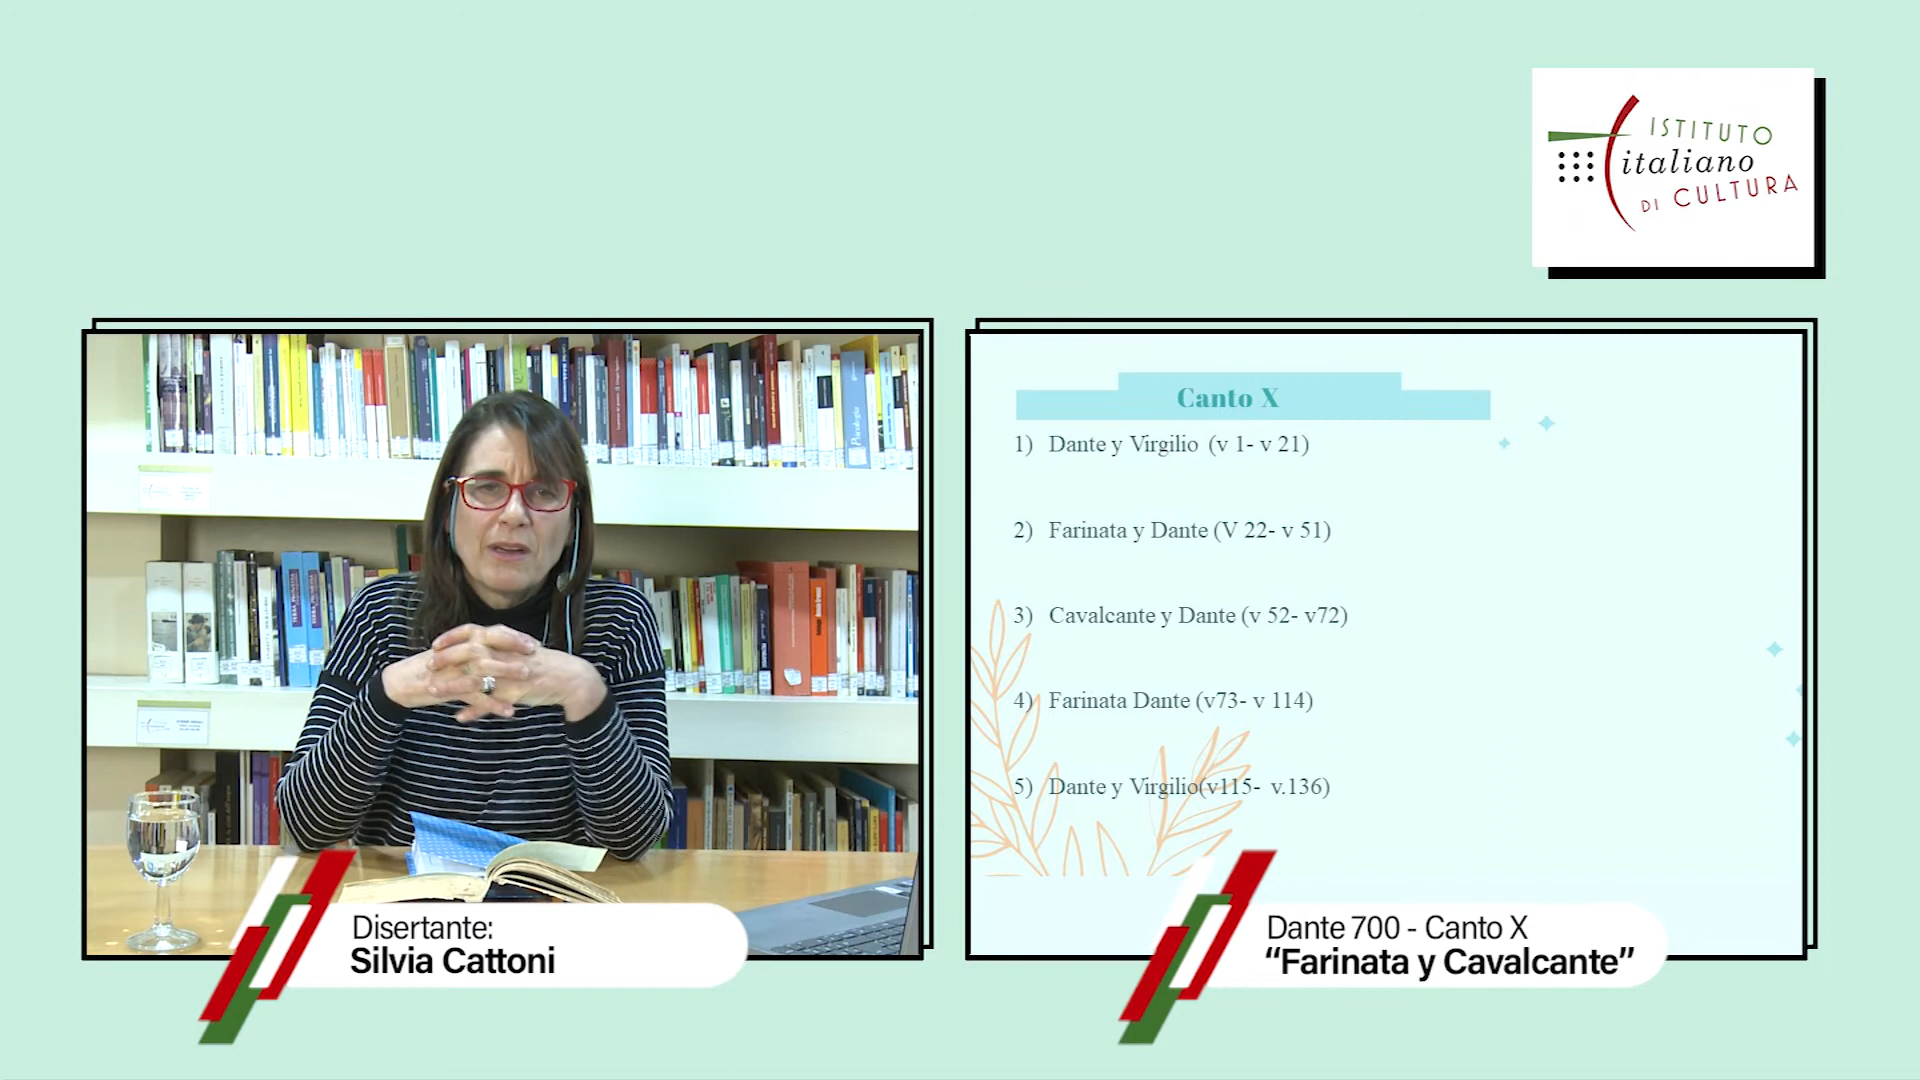 ISTITUTO
italiano
DI CULTURA
Canto X
1) Dante y Virgilio (v 1- v 21)
2) Farinata y Dante (V 22- v 51)
3) Cavalcante y Dante (v 52- v72)
4) Farinata Dante (v73- v 114)
5) Dante y Virgilio(v115- v.136)
Disertante:
Silvia Cattoni
Dante 700 - Canto X
“Farinata y Cavalcante”